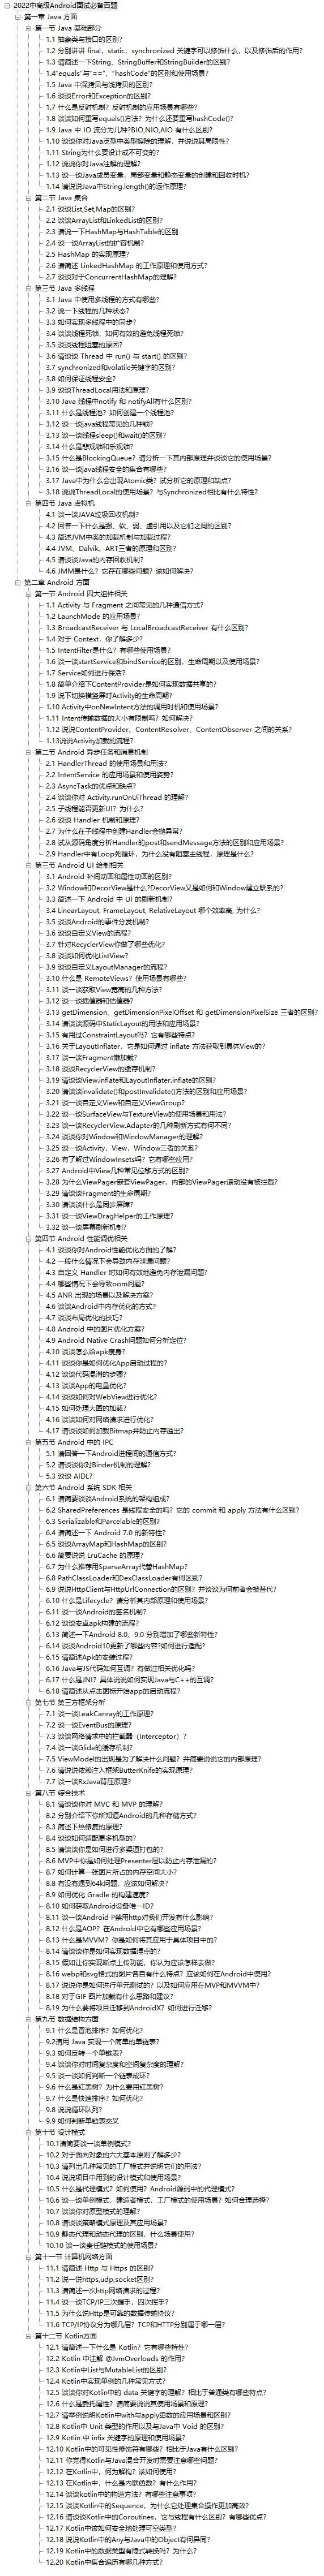 2022中高级Android面试必备百题
第一章 Java 方面
第一节 Java 基础部分
1.1 抽象类与接口的区别？
1.2 分别讲讲 final，static，synchronized 关键字可以修饰什么，以及修饰后的作用？
1.3 请简述一下String、StringBuffer和StringBuilder的区别？
1.4"equals"与"=="、"hashCode"的区别和使用场景？
1.5 Java 中深拷贝与浅拷贝的区别？
1.6 谈谈Error和Exception的区别？
1.7 什么是反射机制？反射机制的应用场景有哪些？
1.8 谈谈如何重写equals()方法？为什么还要重写hashCode()？
1.9 Java 中 IO 流分为几种?BIO,NIO,AIO 有什么区别?
1.10 谈谈你对Java泛型中类型擦除的理解，并说说其局限性？
1.11 String为什么要设计成不可变的？
1.12 说说你对Java注解的理解？
1.13 谈一谈Java成员变量，局部变量和静态变量的创建和回收时机？
1.14 请说说Java中String.length()的运作原理？
第二节 Java 集合
2.1 谈谈List,Set,Map的区别？
2.2 谈谈ArrayList和LinkedList的区别？
2.3 请说一下HashMap与HashTable的区别
2.4 谈一谈ArrayList的扩容机制？
2.5 HashMap 的实现原理？
2.6 请简述 LinkedHashMap 的工作原理和使用方式？
2.7 谈谈对于ConcurrentHashMap的理解?
第三节 Java 多线程
3.1 Java 中使用多线程的方式有哪些？
3.2 说一下线程的几种状态？
3.3 如何实现多线程中的同步？
3.4 谈谈线程死锁，如何有效的避免线程死锁？
3.5 谈谈线程阻塞的原因？
3.6 请谈谈 Thread 中 run() 与 start() 的区别？
3.7 synchronized和volatile关键字的区别？
3.8 如何保证线程安全？
3.9 谈谈ThreadLocal用法和原理？
3.10 Java 线程中notify 和 notifyAll有什么区别？
3.11 什么是线程池？如何创建一个线程池？
3.12 谈一谈java线程常见的几种锁？
3.13 谈一谈线程sleep()和wait()的区别？
3.14 什么是悲观锁和乐观锁？
3.15 什么是BlockingQueue？请分析一下其内部原理并谈谈它的使用场景？
3.16 谈一谈java线程安全的集合有哪些？
3.17 Java中为什么会出现Atomic类？试分析它的原理和缺点？
3.18 说说ThreadLocal的使用场景？与Synchronized相比有什么特性？
第四节 Java 虚拟机
4.1 谈一谈JAVA垃圾回收机制？
4.2 回答一下什么是强、软、弱、虚引用以及它们之间的区别？
4.3 简述JVM中类的加载机制与加载过程？
4.4 JVM、Dalvik、ART三者的原理和区别？
4.5 请谈谈Java的内存回收机制？
4.6 JMM是什么？它存在哪些问题？该如何解决？
第二章 Android 方面
第一节 Android 四大组件相关
1.1 Activity 与 Fragment 之间常见的几种通信方式？
1.2 LaunchMode 的应用场景？
1.3 BroadcastReceiver 与 LocalBroadcastReceiver 有什么区别？
1.4 对于 Context，你了解多少?
1.5 IntentFilter是什么？有哪些使用场景？
1.6 谈一谈startService和bindService的区别，生命周期以及使用场景？
1.7 Service如何进行保活？
1.8 简单介绍下ContentProvider是如何实现数据共享的？
1.9 说下切换横竖屏时Activity的生命周期?
1.10 Activity中onNewIntent方法的调用时机和使用场景？
1.11 Intent传输数据的大小有限制吗？如何解决？
1.12 说说ContentProvider、ContentResolver、ContentObserver 之间的关系？
1.13说说Activity加载的流程？
第二节 Android 异步任务和消息机制
2.1 HandlerThread 的使用场景和用法？
2.2 IntentService 的应用场景和使用姿势？
2.3 AsyncTask的优点和缺点？
2.4 谈谈你对 Activity.runOnUiThread 的理解？
2.5 子线程能否更新UI？为什么？
2.6 谈谈 Handler 机制和原理？
2.7 为什么在子线程中创建Handler会抛异常？
2.8 试从源码角度分析Handler的post和sendMessage方法的区别和应用场景？
2.9 Handler中有Loop死循环，为什么没有阻塞主线程，原理是什么？
第三节 Android UI 绘制相关
3.1 Android 补间动画和属性动画的区别？
3.2 Window和DecorView是什么?DecorView又是如何和Window建立联系的?
3.3 简述一下 Android 中 UI 的刷新机制？
3.4 LinearLayout, FrameLayout, RelativeLayout 哪个效率高, 为什么？
3.5 谈谈Android的事件分发机制？
3.6 谈谈自定义View的流程？
3.7 针对RecyclerView你做了哪些优化？
3.8 谈谈如何优化ListView？
3.9 谈谈自定义LayoutManager的流程？
3.10 什么是 RemoteViews？使用场景有哪些？
3.11 谈一谈获取View宽高的几种方法？
3.12 谈一谈插值器和估值器？
3.13 getDimension、getDimensionPixelOffset 和 getDimensionPixelSize 三者的区别？
3.14 请谈谈源码中StaticLayout的用法和应用场景？
3.15 有用过ConstraintLayout吗？它有哪些特点？
3.16 关于LayoutInflater，它是如何通过 inflate 方法获取到具体View的？
3.17 谈一谈Fragment懒加载？
3.18 谈谈RecyclerView的缓存机制？
3.19 请谈谈View.inflate和LayoutInflater.inflate的区别？
3.20 请谈谈invalidate()和postInvalidate()方法的区别和应用场景？
3.21 谈一谈自定义View和自定义ViewGroup？
3.22 谈一谈SurfaceView与TextureView的使用场景和用法？
3.23 谈一谈RecyclerView.Adapter的几种刷新方式有何不同？
3.24 谈谈你对Window和WindowManager的理解？
3.25 谈一谈Activity，View，Window三者的关系？
3.26 有了解过WindowInsets吗？它有哪些应用？
3.27 Android中View几种常见位移方式的区别？
3.28 为什么ViewPager嵌套ViewPager，内部的ViewPager滚动没有被拦截？
3.29 请谈谈Fragment的生命周期？
3.30 请谈谈什么是同步屏障？
3.31 谈一谈ViewDragHelper的工作原理？
3.32 谈一谈屏幕刷新机制？
第四节 Android 性能调优相关
4.1 谈谈你对Android性能优化方面的了解？
4.2 一般什么情况下会导致内存泄漏问题？
4.3 自定义 Handler 时如何有效地避免内存泄漏问题？
4.4 哪些情况下会导致oom问题？
4.5 ANR 出现的场景以及解决方案？
4.6 谈谈Android中内存优化的方式？
4.7 谈谈布局优化的技巧？
4.8 Android 中的图片优化方案？
4.9 Android Native Crash问题如何分析定位？
4.10 谈谈怎么给apk瘦身？
4.11 谈谈你是如何优化App启动过程的？
4.12 谈谈代码混淆的步骤？
4.13 谈谈App的电量优化？
4.14 谈谈如何对WebView进行优化？
4.15 如何处理大图的加载？
4.16 谈谈如何对网络请求进行优化？
4.17 请谈谈如何加载Bitmap并防止内存溢出？
第五节 Android 中的 IPC
5.1 请回答一下Android进程间的通信方式？
5.2 请谈谈你对Binder机制的理解？
5.3 谈谈 AIDL？
第六节 Android 系统 SDK 相关
6.1 请简要谈谈Android系统的架构组成？
6.2 SharedPreferences 是线程安全的吗？它的 commit 和 apply 方法有什么区别？
6.3 Serializable和Parcelable的区别？
6.4 请简述一下 Android 7.0 的新特性？
6.5 谈谈ArrayMap和HashMap的区别？
6.6 简要说说 LruCache 的原理？
6.7 为什么推荐用SparseArray代替HashMap？
6.8 PathClassLoader和DexClassLoader有何区别？
6.9 说说HttpClient与HttpUrlConnection的区别？并谈谈为何前者会被替代?
6.10 什么是Lifecycle？请分析其内部原理和使用场景？
6.11 谈一谈Android的签名机制？
6.12 谈谈安卓apk构建的流程？
6.13 简述一下Android 8.0、9.0 分别增加了哪些新特性？
6.14 谈谈Android10更新了哪些内容?如何进行适配？
6.15 请简述Apk的安装过程？
6.16 Java与JS代码如何互调？有做过相关优化吗？
6.17 什么是JNI？具体说说如何实现Java与C++的互调？
6.18 请简述从点击图标开始app的启动流程？
第七节 第三方框架分析
7.1 谈一谈LeakCanray的工作原理？
7.2 谈一谈EventBus的原理？
7.3 谈谈网络请求中的拦截器（Interceptor）？
7.4 谈一谈Glide的缓存机制？
7.5 ViewModel的出现是为了解决什么问题？并简要说说它的内部原理？
7.6 请说说依赖注入框架ButterKnife的实现原理？
7.7 谈一谈RxJava背压原理？
第八节 综合技术
8.1 请谈谈你对 MVC 和 MVP 的理解？
8.2 分别介绍下你所知道Android的几种存储方式？
8.3 简述下热修复的原理？
8.4 谈谈如何适配更多机型的？
8.5 请谈谈你是如何进行多渠道打包的？
8.6 MVP中你是如何处理Presenter层以防止内存泄漏的？
8.7 如何计算一张图片所占的内存空间大小？
8.8 有没有遇到64k问题，应该如何解决？
8.9 如何优化 Gradle 的构建速度？
8.10 如何获取Android设备唯一ID？
8.11 谈一谈Android P禁用http对我们开发有什么影响？
8.12 什么是AOP？在Android中它有哪些应用场景？
8.13 什么是MVVM？你是如何将其应用于具体项目中的？
8.14 请谈谈你是如何实现数据埋点的？
8.15 假如让你实现断点上传功能，你认为应该怎样去做？
8.16 webp和svg格式的图片各自有什么特点？应该如何在Android中使用？
8.17 说说你是如何进行单元测试的？以及如何应用在MVP和MVVM中？
8.18 对于GIF 图片加载有什么思路和建议？
8.19 为什么要将项目迁移到AndroidX？如何进行迁移？
第九节 数据结构方面
9.1 什么是冒泡排序？如何优化？
9.2请用 Java 实现一个简单的单链表？
9.3 如何反转一个单链表？
9.4 谈谈你对时间复杂度和空间复杂度的理解？
9.5 谈一谈如何判断一个链表成环？
9.6 什么是红黑树？为什么要用红黑树？
9.7 什么是快速排序？如何优化？
9.8 说说循环队列？
9.9 如何判断单链表交叉
第十节 设计模式
10.1请简要谈一谈单例模式？
10.2 对于面向对象的六大基本原则了解多少？
10.3 请列出几种常见的工厂模式并说明它们的用法？
10.4 说说项目中用到的设计模式和使用场景？
10.5 什么是代理模式？如何使用？Android源码中的代理模式？
10.6 谈一谈单例模式，建造者模式，工厂模式的使用场景？如何合理选择？
10.7 谈谈你对原型模式的理解？
10.8 请谈谈策略模式原理及其应用场景？
10.9 静态代理和动态代理的区别，什么场景使用？
10.10 谈一谈责任链模式的使用场景？
第十一节 计算机网络方面
11.1 请简述 Http 与 Https 的区别？
11.2 说一说https,udp,socket区别？
11.3 请简述一次http网络请求的过程？
11.4 谈一谈TCP/IP三次握手，四次挥手？
11.5 为什么说Http是可靠的数据传输协议？
11.6 TCP/IP协议分为哪几层？TCP和HTTP分别属于哪一层？
第十二节 Kotlin方面
12.1 请简述一下什么是 Kotlin？它有哪些特性？
12.2 Kotlin 中注解 @JvmOverloads 的作用？
12.3 Kotlin中List与MutableList的区别？
12.4 Kotlin中实现单例的几种常见方式？
12.5 谈谈你对Kotlin中的 data 关键字的理解？相比于普通类有哪些特点？
12.6 什么是委托属性？请简要说说其使用场景和原理？
12.7 请举例说明Kotlin中with与apply函数的应用场景和区别？
12.8 Kotlin中 Unit 类型的作用以及与Java中 Void 的区别？
12.9 Kotlin 中 infix 关键字的原理和使用场景？
12.10 Kotlin中的可见性修饰符有哪些？相比于Java有什么区别？
12.11 你觉得Kotlin与Java混合开发时需要注意哪些问题？
12.12 在Kotlin中，何为解构？该如何使用？
12.13 在Kotlin中，什么是内联函数？有什么作用？
12.14 谈谈kotlin中的构造方法？有哪些注意事项？
12.15 谈谈Kotlin中的Sequence，为什么它处理集合操作更加高效？
12.16 请谈谈Kotlin中的Coroutines，它与线程有什么区别？有哪些优点？
12.17 Kotlin中该如何安全地处理可空类型？
12.18 说说Kotlin中的Any与Java中的Object有何异同？
12.19 Kotlin中的数据类型有隐式转换吗？为什么？
12.20 Kotlin中集合遍历有哪几种方式？